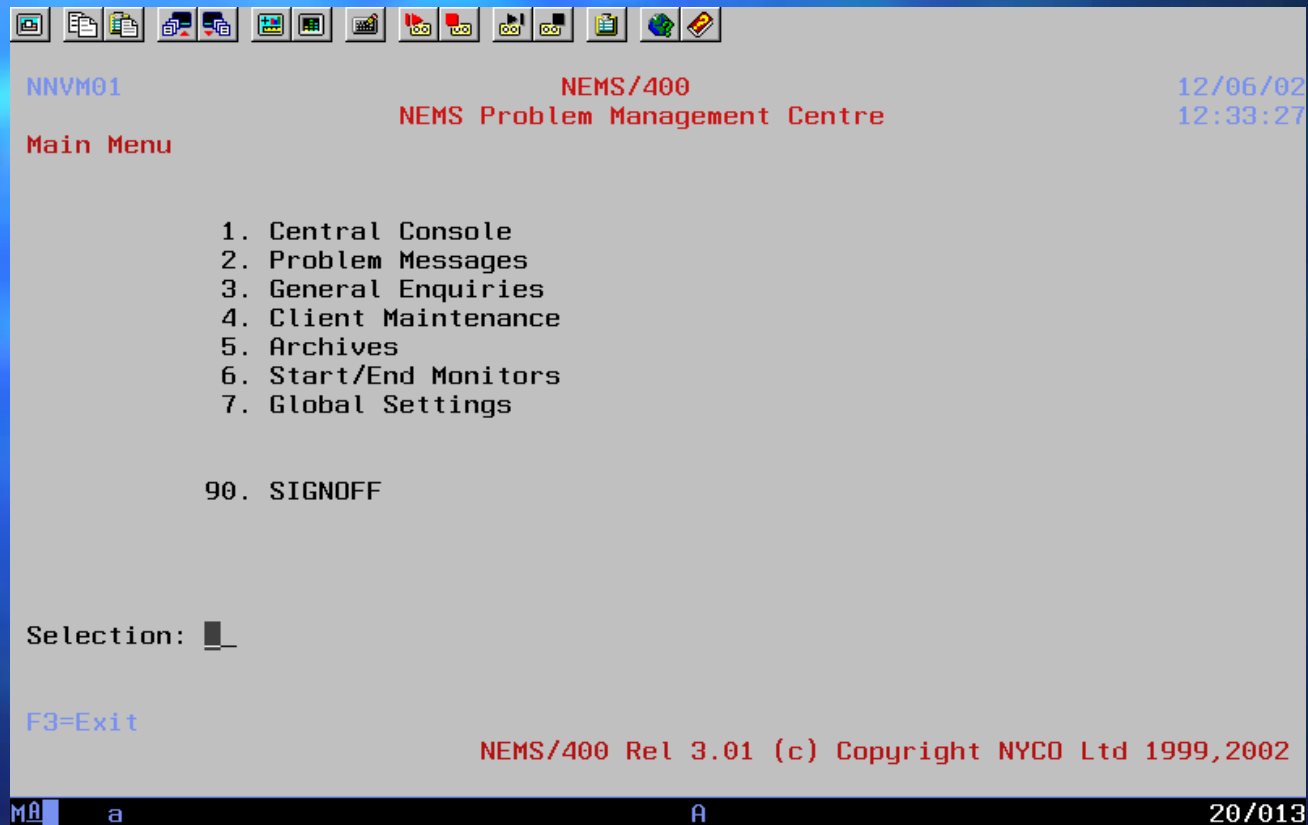 NNVM01 NEMS/400 12/06/02
NEMS Problem Management Centre 12:33:27
Main Menu
1. Central Console
2. Problem Messages
3. General Enquiries
4. Client Maintenance
5. Archives
6. Start/End Monitors
7. Global Settings
90. SIGNOFF
Selection:
F3=Exit
NEMS/400 Rel 3.01 (c) Copyright NYCO Ltd 1999,2002
MA a A 20/013